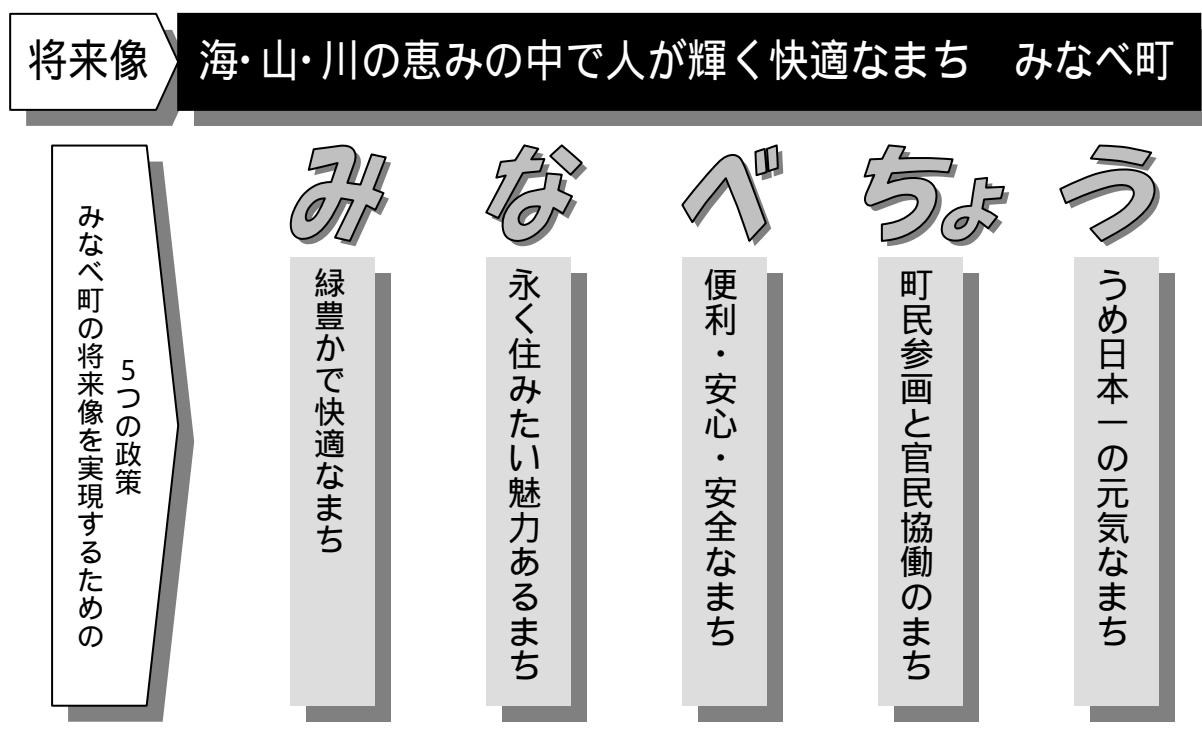 将来像
海・山・川の恵みの中で人が輝く快適なまち　みなべ町
みなべ町の将来像を実現するための
5つの政策
み
緑豊かで快適なまち
な
永く住みたい魅力あるまち
べ
便利・安心・安全なまち
ちょ
町民参画と官民協働のまち
う
うめ日本一の元気なまち